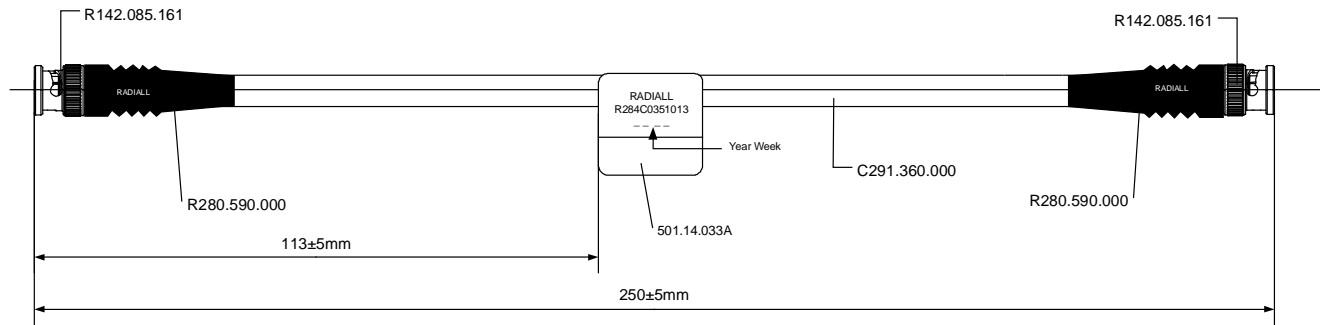 R142.085.161
R142.085.161
RADIALL
RADIALL
RADIALL
R284C0351013
_ _ _ _
Year Week
C291.360.000
R280.590.000
R280.590.000
501.14.033A
113±5mm
250±5mm